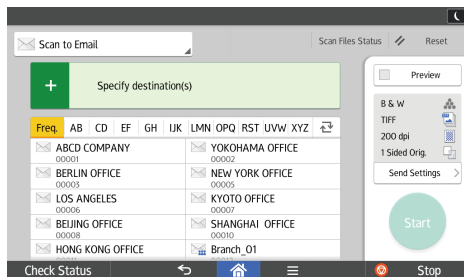 Scan to Email
Scan Files Status
Reset
+
Specify destination(s)
Preview
B & W
TIFF
200 dpi
1 Sided Orig.
Send Settings >
Start
Freq. AB CD EF GH IJK LMN OPQ RST UVW XYZ
ABCD COMPANY
00001
YOKOHAMA OFFICE
00002
BERLIN OFFICE
00003
NEW YORK OFFICE
00005
LOS ANGELES
00006
KYOTO OFFICE
00007
BEIJING OFFICE
00008
SHANGHAI OFFICE
00010
HONG KONG OFFICE
Branch_01
Check Status
Stop